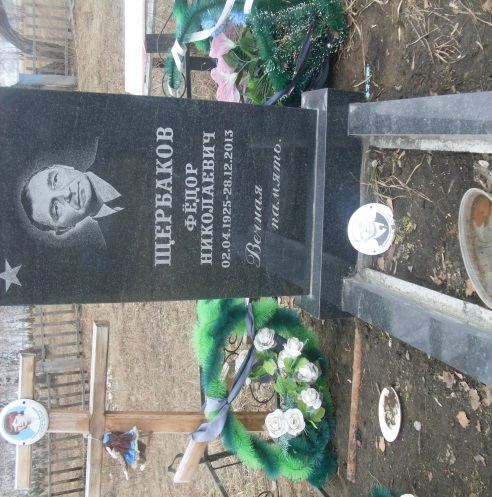 ЩЕРБАКОВ
ФЁДОР
НИКОЛАЕВИЧ
02.04.1925-28.12.2013
Вечная
память.